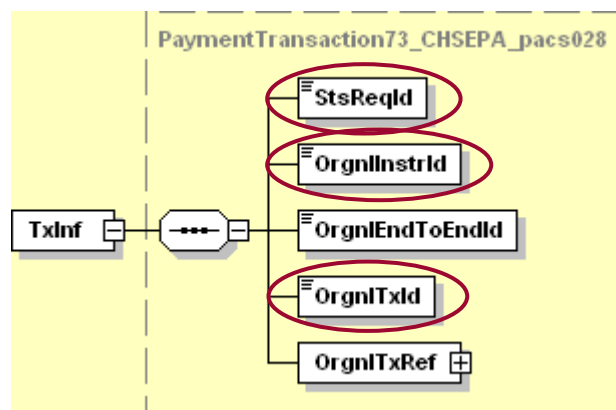 PaymentTransaction73_CHSEPA_pacs028
StsReqId
OrgnlInstrId
TxInf
OrgnlEndToEndId
OrgnlTxId
OrgnlTxRef